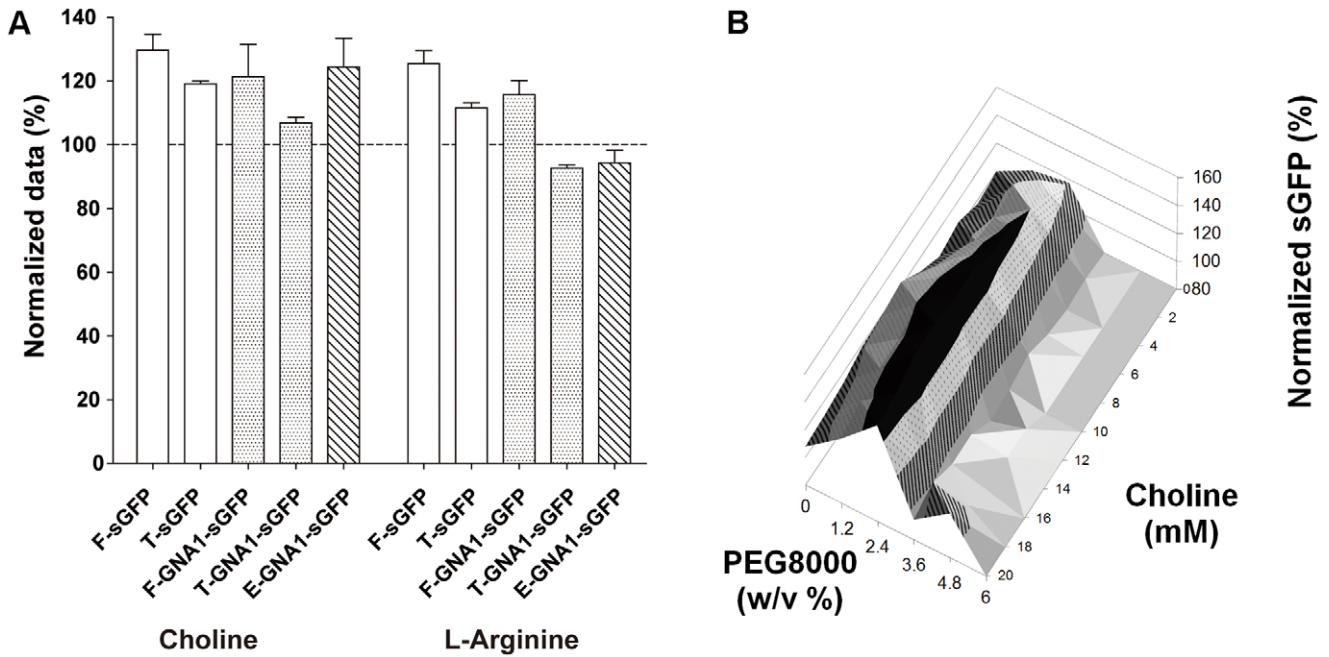 A
Normalized data (%)
140
120
100
80
60
40
20
0
F-sGFP
T-sGFP
F-GNA1-sGFP
T-GNA1-sGFP
E-GNA1-sGFP
F-sGFP
T-sGFP
F-GNA1-sGFP
T-GNA1-sGFP
E-GNA1-sGFP
Choline
L-Arginine
B
Normalized sGFP (%)
160
140
120
100
80
0
2
4
6
8
10
12
14
16
18
20
Choline
(mM)
0
1.2
2.4
3.6
4.8
6
PEG8000
(w/v %)